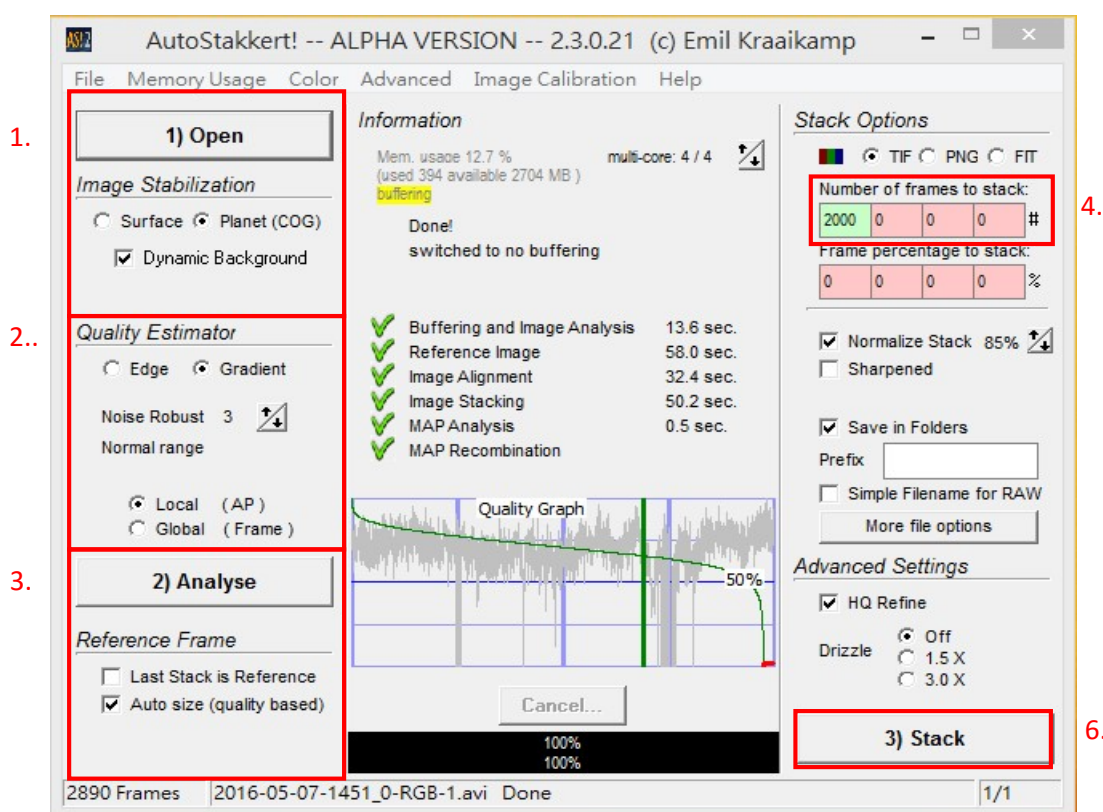 AS!2 AutoStakkert! -- ALPHA VERSION -- 2.3.0.21 (c) Emil Kraaikamp
File Memory Usage Color Advanced Image Calibration Help
1.
1) Open
Image Stabilization
Surface Planet (COG)
Dynamic Background
2..
Quality Estimator
Edge Gradient
Noise Robust 3
Normal range
Local ( AP )
Global ( Frame )
3.
2) Analyse
Reference Frame
Last Stack is Reference
Auto size (quality based)
Information
Mem. usage 12.7 % multi-core: 4 / 4
(used 394 available 2704 MB )
buffering
Done!
switched to no buffering
Buffering and Image Analysis 13.6 sec.
Reference Image 58.0 sec.
Image Alignment 32.4 sec.
Image Stacking 50.2 sec.
MAP Analysis 0.5 sec.
MAP Recombination
Quality Graph
50%
Cancel...
100%
100%
Stack Options
TIF PNG FIT
4.
Number of frames to stack:
2000 0 0 0 #
Frame percentage to stack:
0 0 0 0 %
Normalize Stack 85%
Sharpened
Save in Folders
Prefix
Simple Filename for RAW
More file options
Advanced Settings
HQ Refine
Drizzle
Off
1.5 X
3.0 X
3) Stack
6.
2890 Frames 2016-05-07-1451_0-RGB-1.avi Done 1/1